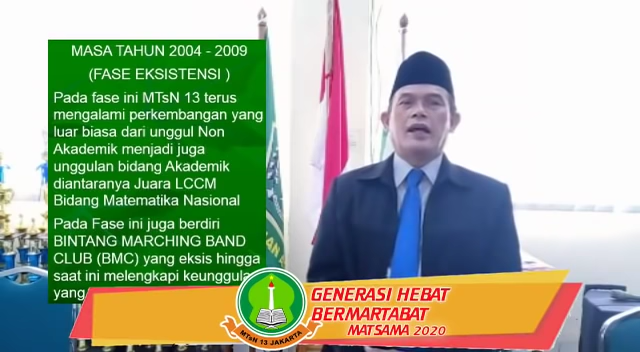 MASA TAHUN 2004 - 2009
(FASE EKSISTENSI )
Pada fase ini MTsN 13 terus
mengalami perkembangan yang
luar biasa dari unggul Non
Akademik menjadi juga
unggulan bidang Akademik
diantaranya Juara LCCM
Bidang Matematika Nasional
Pada Fase ini juga berdiri
BINTANG MARCHING BAND
CLUB (BMC) yang eksis hingga
saat ini melengkapi
yang
GENERASI HEBAT
BERMARTABAT
MATSAMA 2020
MTsN 13 JAKARTA